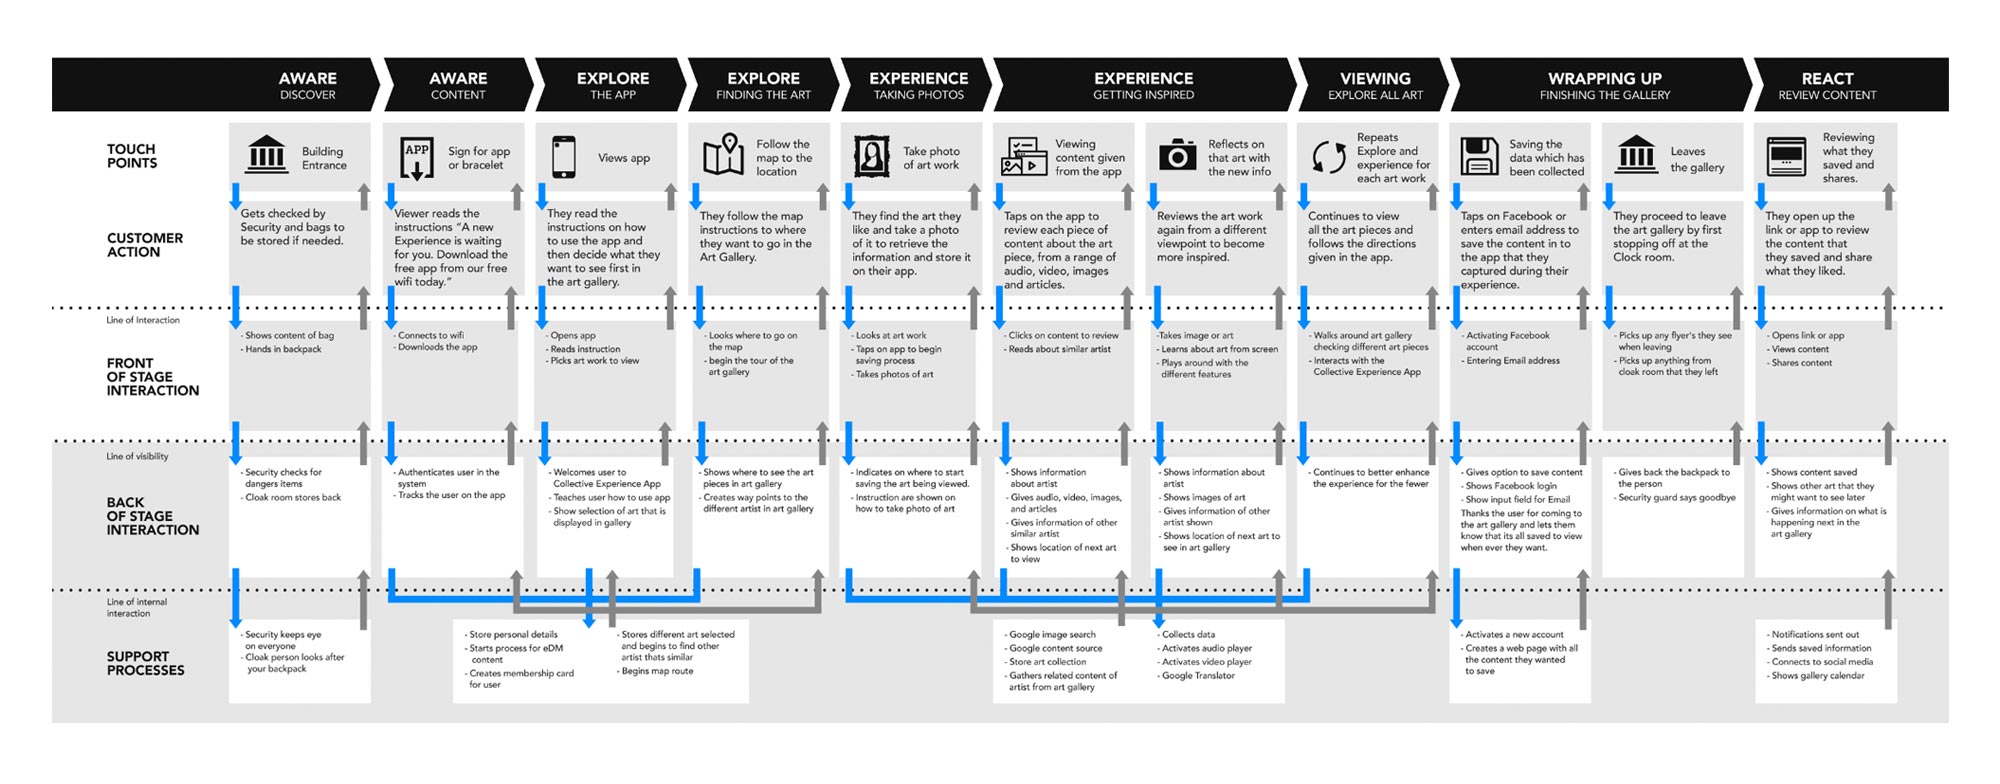 AWARE
DISCOVER
AWARE
CONTENT
EXPLORE
THE APP
EXPLORE
FINDING THE ART
EXPERIENCE
TAKING PHOTOS
EXPERIENCE
GETTING INSPIRED
VIEWING
EXPLORE ALL ART
WRAPPING UP
FINISHING THE GALLERY
REACT
REVIEW CONTENT
TOUCH
POINTS
Building
Entrance
APP
Sign for app
or bracelet
Views app
Follow the
map to the
location
Take photo
of art work
Viewing
content given
from the app
Reflects on
that art with
the new info
Repeats
Explore and
experience for
each art work
Saving the
data which has
been collected
Leaves
the gallery
Reviewing
what they
saved and
shares.
CUSTOMER
ACTION
Gets checked by
Security and bags to
be stored if needed.
Viewer reads the
instructions “A new
Experience is waiting
for you. Download the
free app from our free
wifi today.”
They read the
instructions on how
to use the app and
then decide what they
want to see first in
the art gallery.
They follow the map
instructions to where
they want to go in the
Art Gallery.
They find the art they
like and take a photo
of it to retrieve the
information and store it
on their app.
Taps on the app to
review each piece of
content about the art
piece, from a range of
audio, video, images
and articles.
Reviews the art work
again from a different
viewpoint to become
more inspired.
Continues to view
all the art pieces and
follows the directions
given in the app.
Taps on Facebook or
enters email address to
save the content in to
the app that they
captured during their
experience.
They proceed to leave
the art gallery by first
stopping off at the
Clock room.
They open up the
link or app to review
the content that
they saved and share
what they liked.
Line of Interaction
FRONT
OF STAGE
INTERACTION
- Shows content of bag
- Hands in backpack
- Connects to wifi
- Downloads the app
- Opens app
- Reads instruction
- Picks art work to view
- Looks where to go on
the map
- begin the tour of the
art gallery
- Looks at art work
- Taps on app to begin
saving process
- Takes photos of art
- Clicks on content to review
- Reads about similar artist
-Takes image or art
- Learns about art from screen
- Plays around with the
different features
- Walks around art gallery
checking different art pieces
- Interacts with the
Collective Experience App
- Activating Facebook
account
- Entering Email address
- Picks up any flyer's they see
when leaving
- Picks up anything from
cloak room that they left
- Opens link or app
- Views content
- Shares content
Line of visibility
BACK
OF STAGE
INTERACTION
- Security checks for
dangers items
- Cloak room stores back
- Authenticates user in the
system
- Tracks the user on the app
- Welcomes user to
Collective Experience App
- Teaches user how to use app
- Show selection of art that is
displayed in gallery
- Shows where to see the art
pieces in art gallery
- Creates way points to the
different artist in art gallery
- Indicates on where to start
saving the art being viewed.
- Instruction are shown on
how to take photo of art
- Shows information
about artist
- Gives audio, video, images,
and articles
- Gives information of other
similar artist
- Shows location of next art
to view
- Shows information about
artist
- Shows images of art
- Gives information of other
artist shown
- Shows location of next art to
see in art gallery
- Continues to better enhance
the experience for the fewer
- Gives option to save content
- Shows Facebook login
- Show input field for Email
Thanks the user for coming to
the art gallery and lets them
know that its all saved to view
when ever they want.
- Gives back the backpack to
the person
- Security guard says goodbye
- Shows content saved
- Shows other art that they
might want to see later
- Gives information on what is
happening next in the
art gallery
Line of internal
interaction
SUPPORT
PROCESSES
- Security keeps eye
on everyone
- Cloak person looks after
your backpack
- Store personal details
- Starts process for eDM
content
- Creates membership card
for user
- Stores different art selected
and begins to find other
artist thats similar
- Begins map route
- Google image search
- Google content source
- Store art collection
- Gathers related content of
artist from art gallery
- Collects data
- Activates audio player
- Activates video player
- Google Translator
- Activates a new account
- Creates a web page with all
the content they wanted
to save
- Notifications sent out
- Sends saved information
- Connects to social media
- Shows gallery calendar